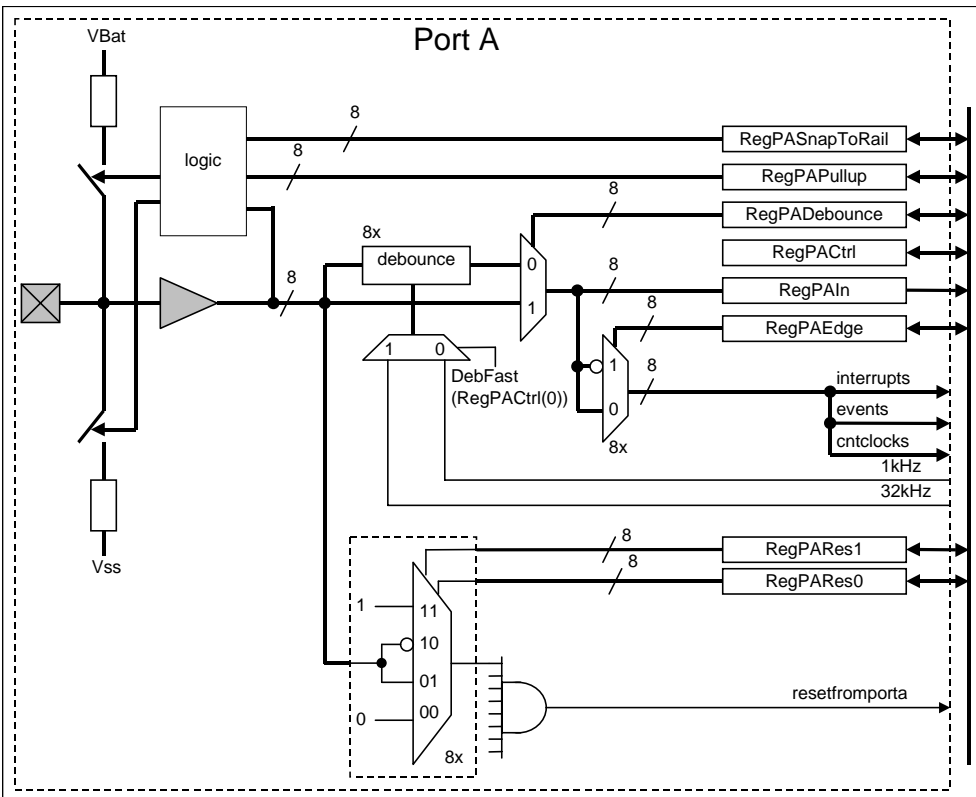 Port A
VBat
8
RegPASnapToRail
logic
8
RegPAPullup
8
RegPADebounce
8x
debounce
0
RegPACtrl
8
8
RegPAIn
1
8
RegPAEdge
1 0
DebFast
(RegPACtrl(0))
1
8
interrupts
0
events
8x
cntclocks
1kHz
32kHz
8
RegPARes1
Vss
8
RegPARes0
1
11
10
01
0
00
resetfromporta
8x